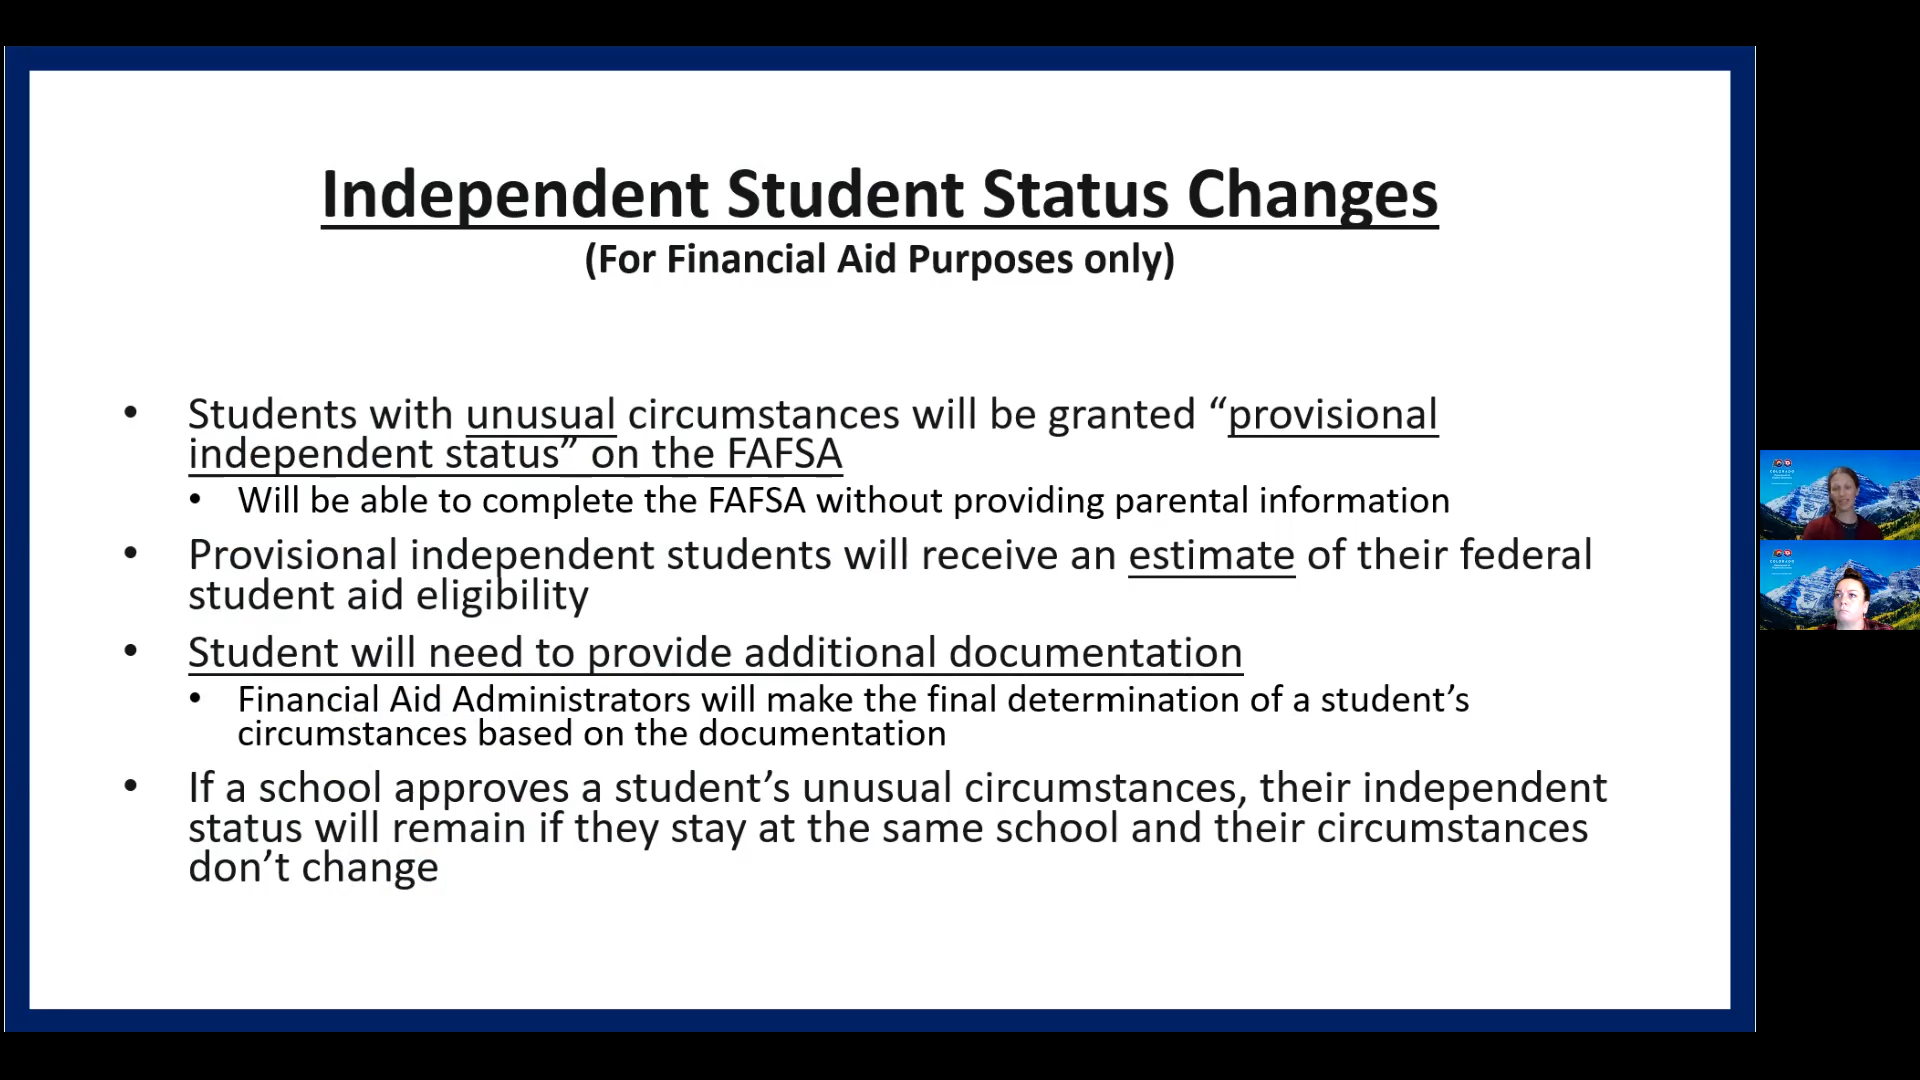 Independent Student Status Changes
(For Financial Aid Purposes only)
• Students with unusual circumstances will be granted “provisional
independent status” on the FAFSA
• Will be able to complete the FAFSA without providing parental information
• Provisional independent students will receive an estimate of their federal
student aid eligibility
• Student will need to provide additional documentation
• Financial Aid Administrators will make the final determination of a student’s
circumstances based on the documentation
• If a school approves a student’s unusual circumstances, their independent
status will remain if they stay at the same school and their circumstances
don’t change
COLORADO
COLORADO